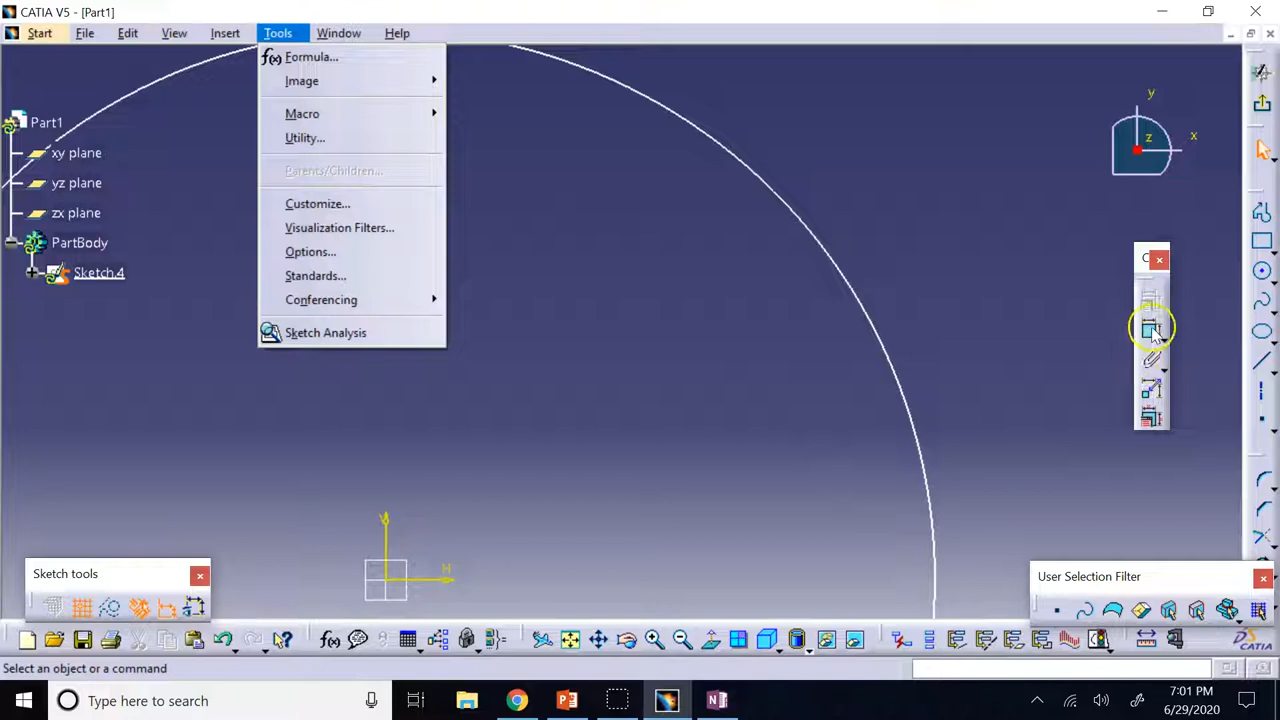 CATIA V5 - [Part1]
Start File Edit View Insert Tools Window Help
Formula...
Image
Macro
Utility...
Parents/Children...
Customize...
Visualization Filters...
Options...
Standards...
Conferencing
Sketch Analysis
Part1
xy plane
yz plane
zx plane
PartBody
Sketch.4
y
x
z
V
H
Sketch tools
User Selection Filter
CATIA
Select an object or a command
Type here to search
7:01 PM
6/29/2020